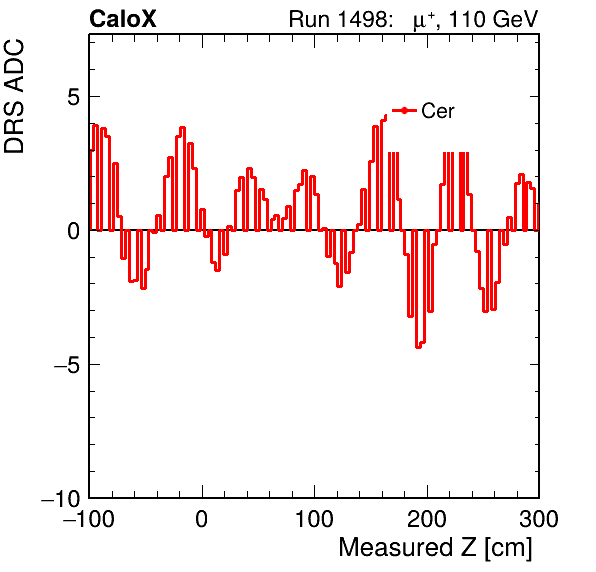 CaloX Run 1498: μ⁺, 110 GeV
DRS ADC
5
0
−5
−10
Cer
−100 0 100 200 300
Measured Z [cm]